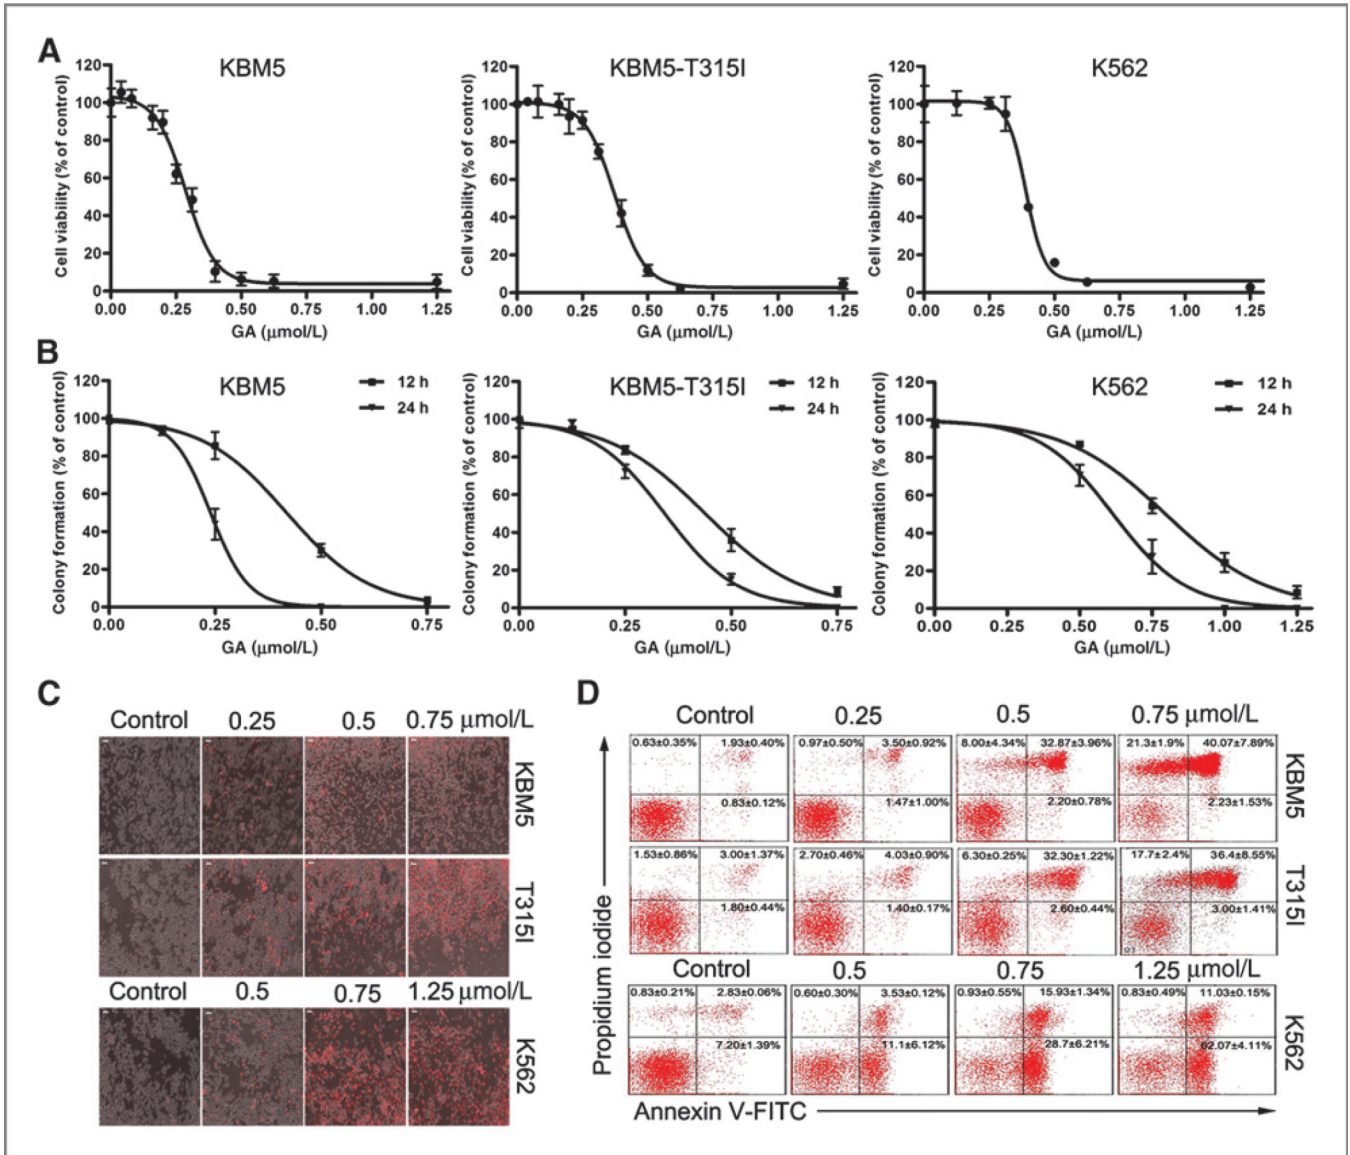 A
KBM5
KBM5-T315I
K562
Cell viability (% of control)
120
100
80
60
40
20
0
0.00 0.25 0.50 0.75 1.00 1.25
GA (μmol/L)
Cell viability (% of control)
120
100
80
60
40
20
0
0.00 0.25 0.50 0.75 1.00 1.25
GA (μmol/L)
Cell viability (% of control)
120
100
80
60
40
20
0
0.00 0.25 0.50 0.75 1.00 1.25
GA (μmol/L)
B
KBM5
12 h
24 h
Colony formation (% of control)
120
100
80
60
40
20
0
0.00 0.25 0.50 0.75
GA (μmol/L)
KBM5-T315I
12 h
24 h
Colony formation (% of control)
120
100
80
60
40
20
0
0.00 0.25 0.50 0.75
GA (μmol/L)
K562
12 h
24 h
Colony formation (% of control)
120
100
80
60
40
20
0
0.00 0.25 0.50 0.75 1.00 1.25
GA (μmol/L)
C
Control 0.25 0.5 0.75 μmol/L
KBM5
T315I
Control 0.5 0.75 1.25 μmol/L
K562
D
Control 0.25 0.5 0.75 μmol/L
0.63±0.35% 1.93±0.40% 0.97±0.50% 3.50±0.92% 8.00±4.34% 32.87±3.96% 21.3±1.9% 40.07±7.89%
0.83±0.12% 1.47±1.00% 2.20±0.78% 2.23±1.53%
KBM5
1.53±0.86% 3.00±1.37% 2.70±0.46% 4.03±0.90% 6.30±0.25% 32.30±1.22% 17.7±2.4% 36.4±8.55%
1.80±0.44% 1.40±0.17% 2.60±0.44% 3.00±1.41%
T315I
Control 0.5 0.75 1.25 μmol/L
0.83±0.21% 2.83±0.06% 0.60±0.30% 3.53±0.12% 0.93±0.55% 15.93±1.34% 0.83±0.49% 11.03±0.15%
7.20±1.39% 11.1±6.12% 28.7±6.21% 62.07±4.11%
K562
Propidium iodide
Annexin V-FITC